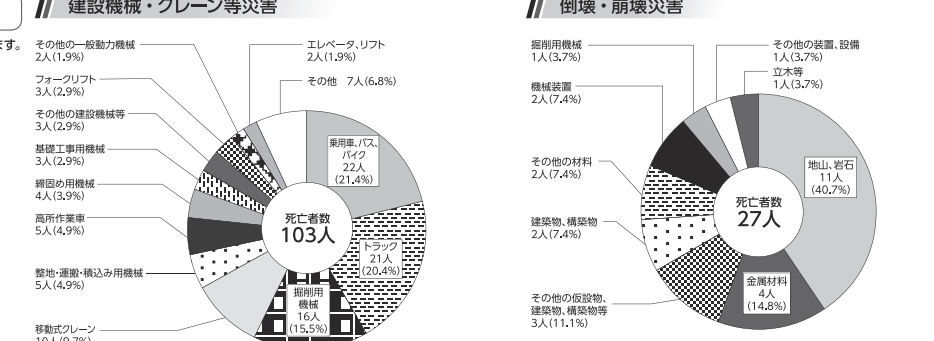 建設機械・クレーン等災害
ます。
その他の一般動力機械
2人(1.9%)
フォークリフト
3人(2.9%)
その他の建設機械等
3人(2.9%)
基礎工事用機械
3人(2.9%)
締固め用機械
4人(3.9%)
高所作業車
5人(4.9%)
整地・運搬・積込み用機械
5人(4.9%)
移動式クレーン
10人(9.7%)
エレベータ、リフト
2人(1.9%)
その他 7人(6.8%)
乗用車、バス、
バイク
22人
(21.4%)
トラック
21人
(20.4%)
掘削用
機械
16人
(15.5%)
死亡者数
103人
倒壊・崩壊災害
掘削用機械
1人(3.7%)
機械装置
2人(7.4%)
その他の材料
2人(7.4%)
建築物、構築物
2人(7.4%)
その他の仮設物、
建築物、構築物等
3人(11.1%)
その他の装置、設備
1人(3.7%)
立木等
1人(3.7%)
地山、岩石
11人
(40.7%)
金属材料
4人
(14.8%)
死亡者数
27人